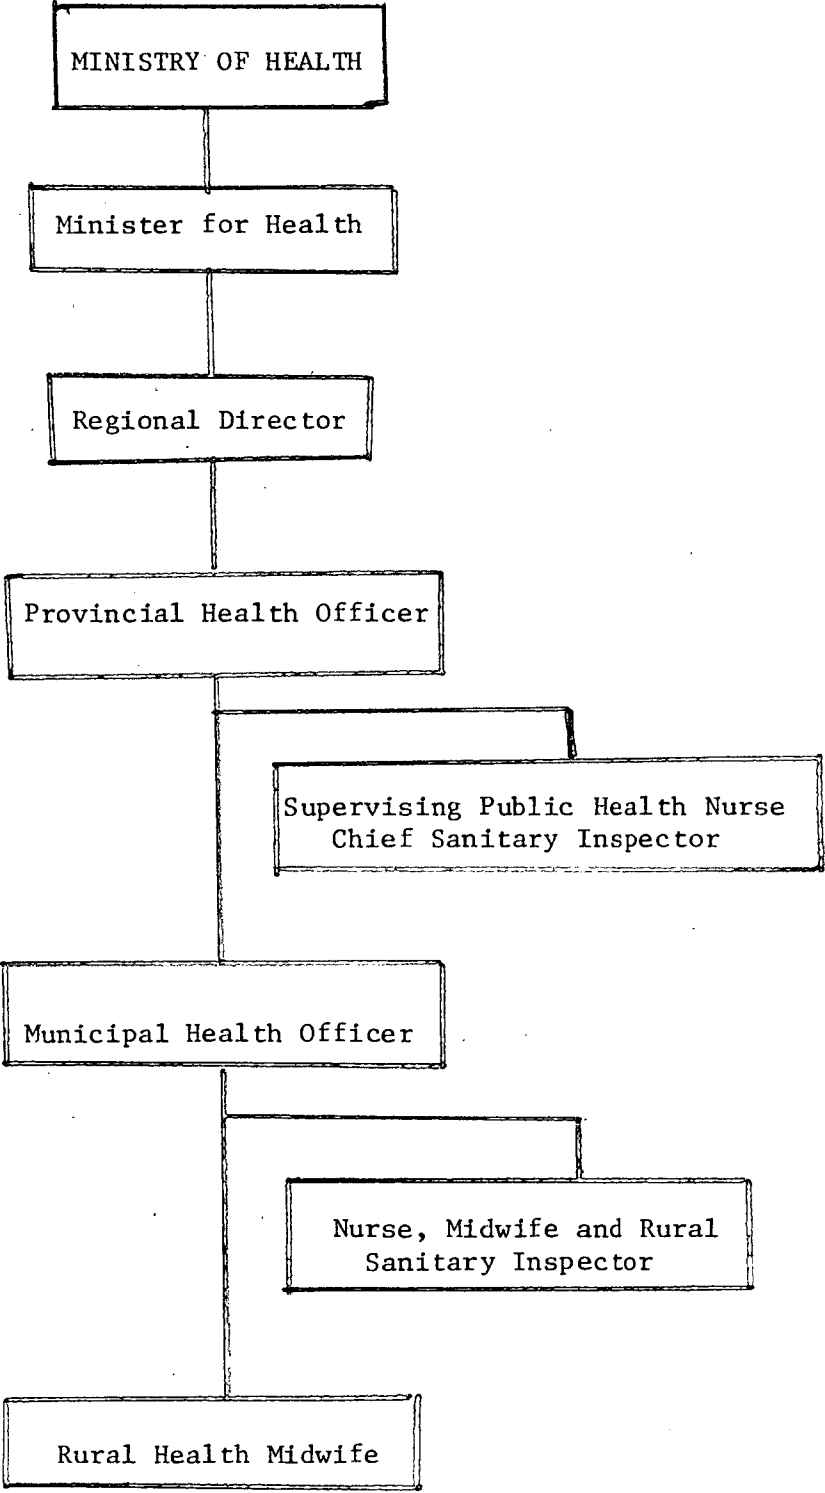 MINISTRY OF HEALTH
Minister for Health
Regional Director
Provincial Health Officer
Supervising Public Health Nurse
Chief Sanitary Inspector
Municipal Health Officer
Nurse, Midwife and Rural
Sanitary Inspector
Rural Health Midwife